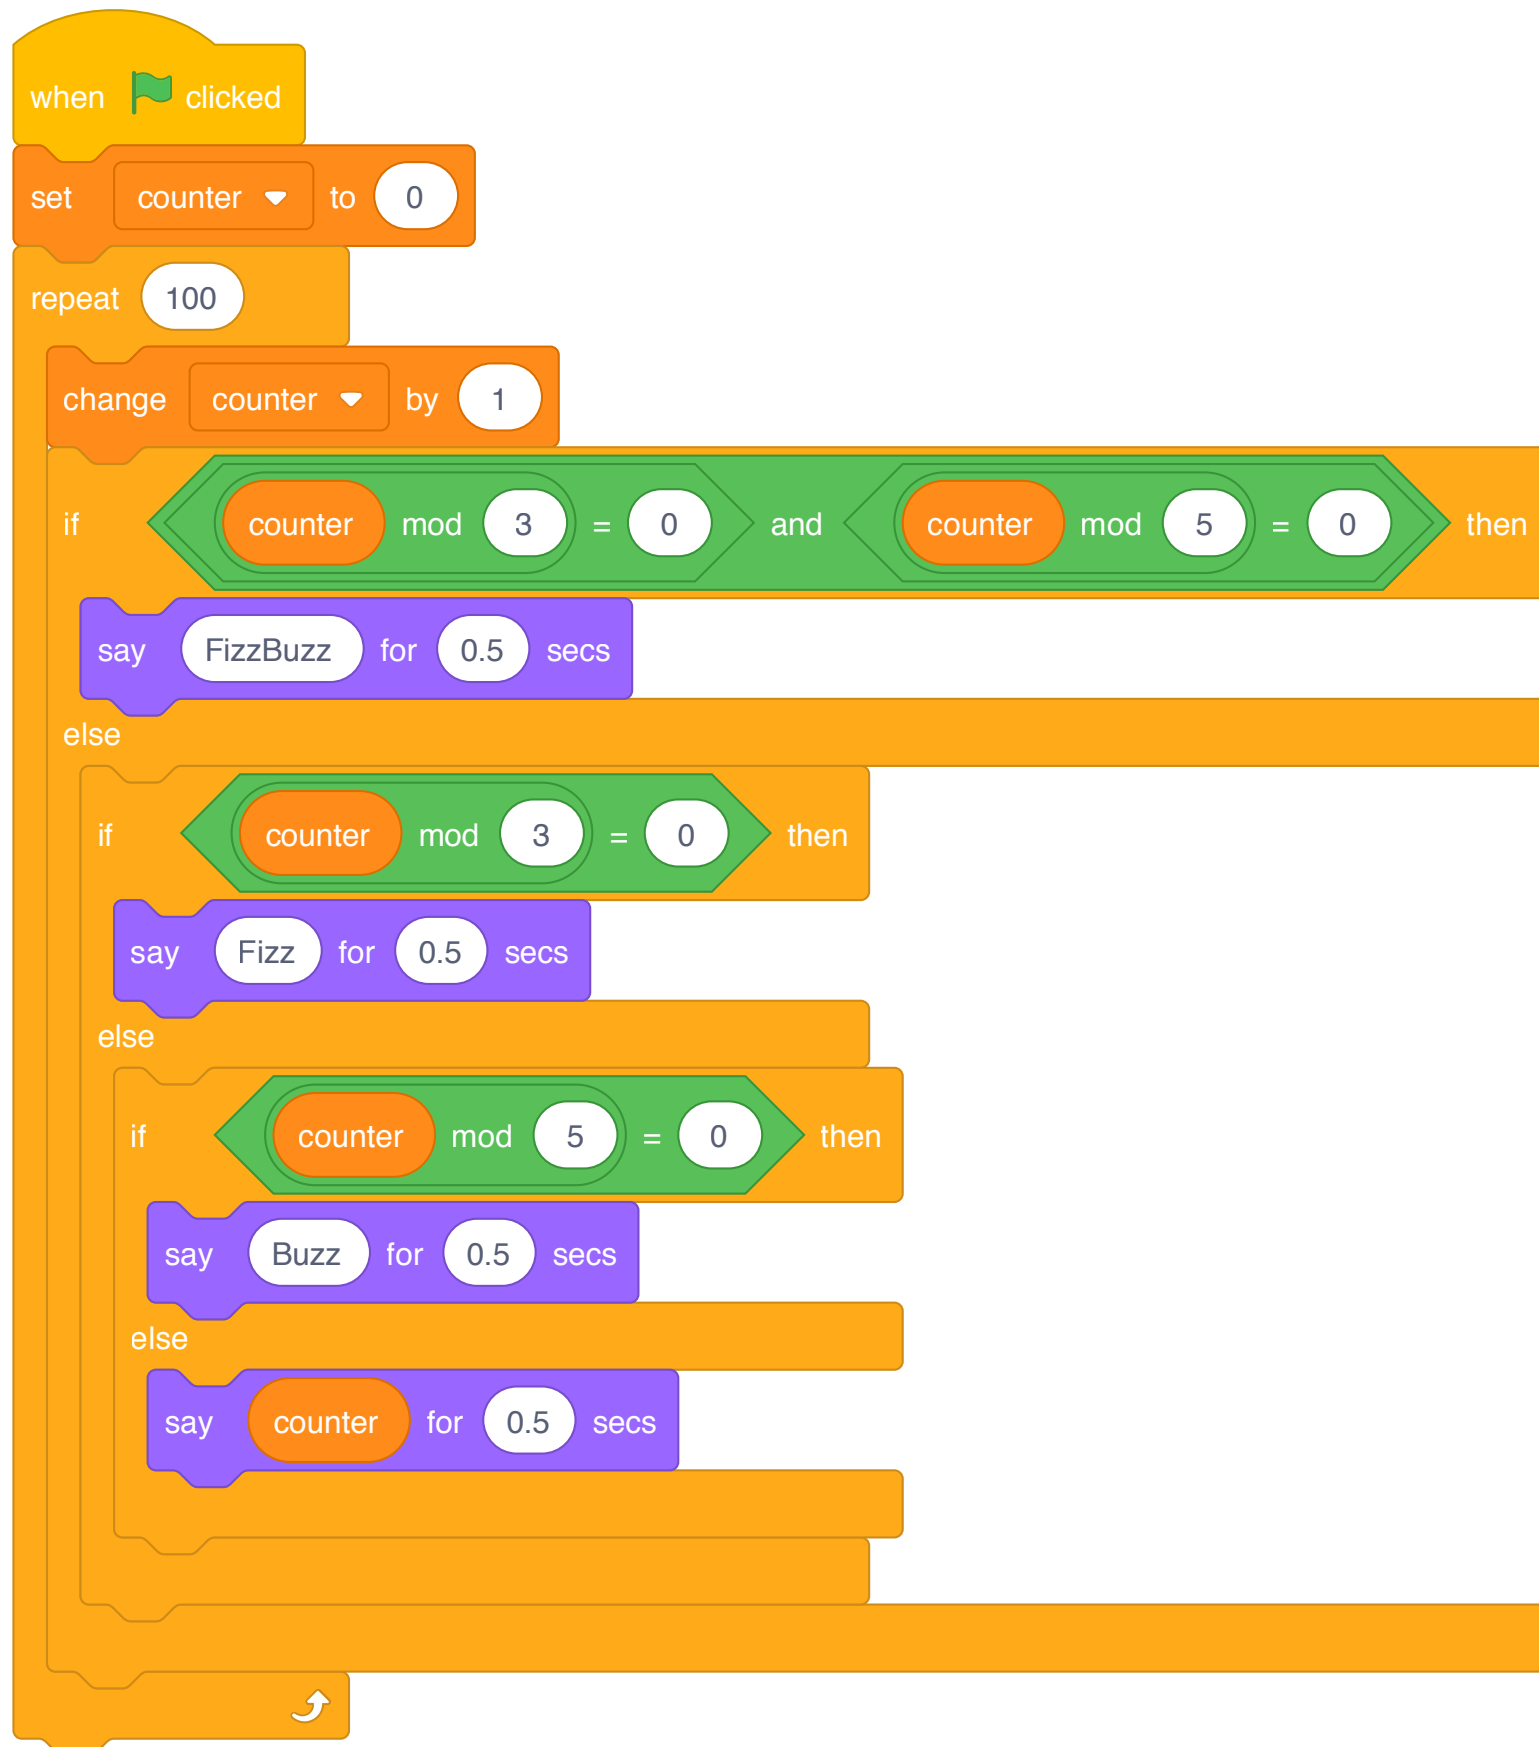 when clicked
set counter to 0
repeat 100
change counter by 1
if counter mod 3 = 0 and counter mod 5 = 0 then
say FizzBuzz for 0.5 secs
else
if counter mod 3 = 0 then
say Fizz for 0.5 secs
else
if counter mod 5 = 0 then
say Buzz for 0.5 secs
else
say counter for 0.5 secs